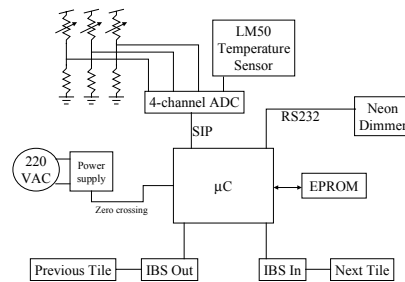 LM50
Temperature
Sensor
4-channel ADC
SIP
RS232
Neon
Dimmer
220
VAC
Power
supply
µC
EPROM
Zero crossing
Previous Tile
IBS Out
IBS In
Next Tile